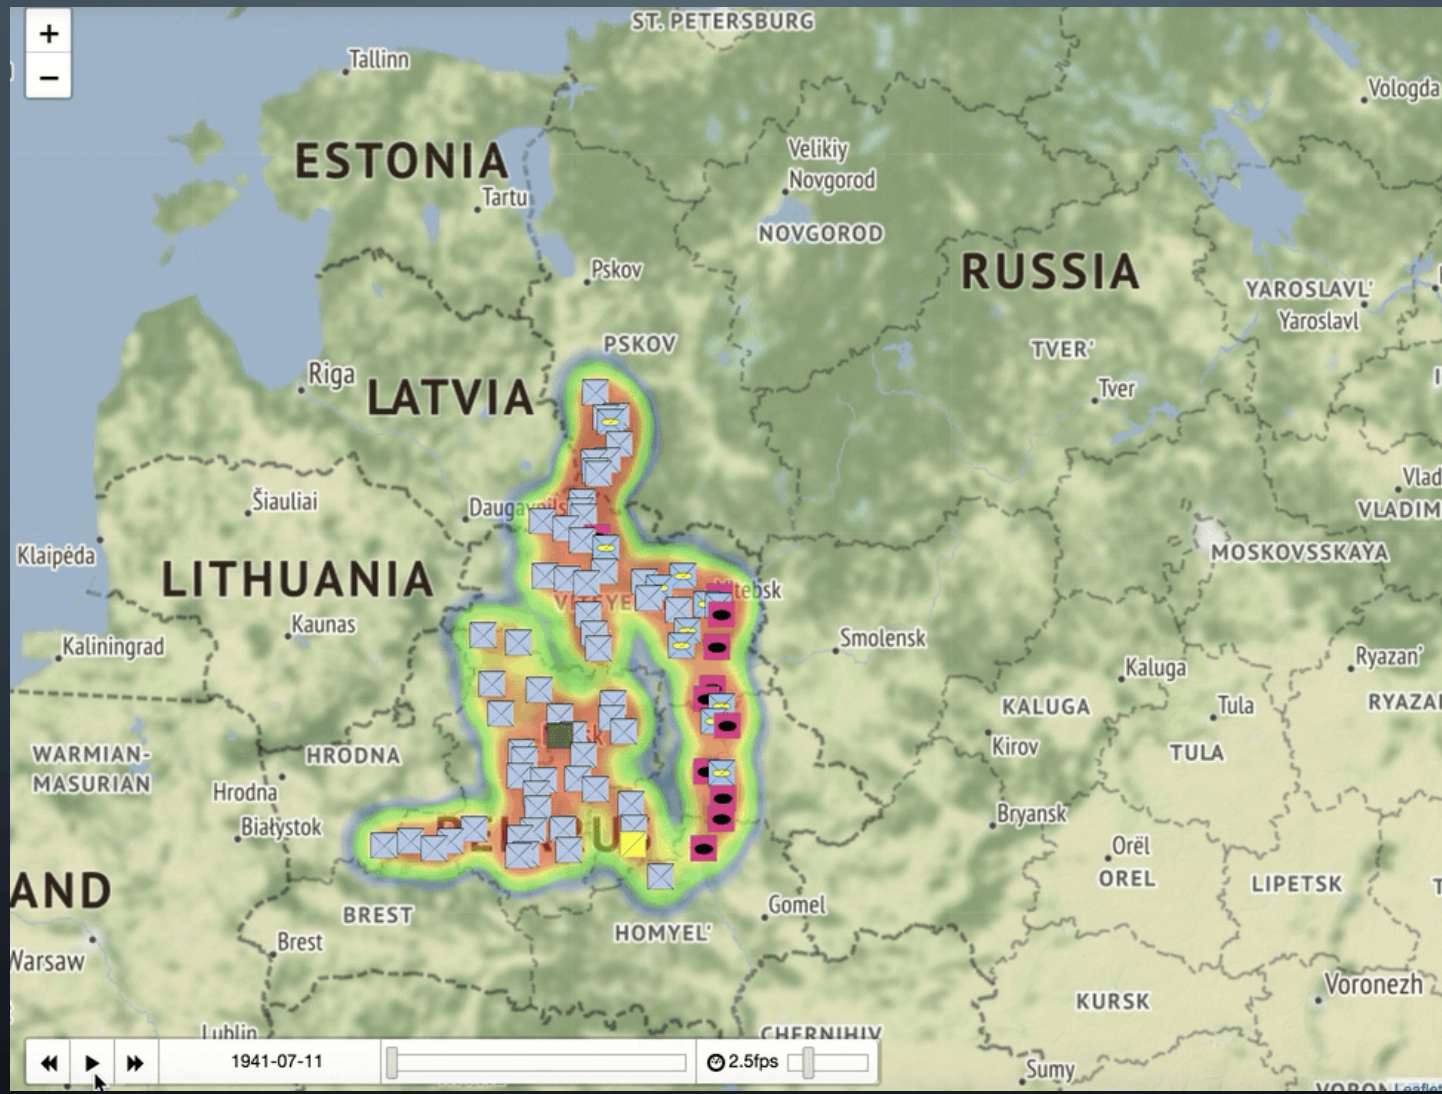 +
ST. PETERSBURG
Tallinn
−
Vologda
ESTONIA
Velikiy
Novgorod
Tartu
NOVGOROD
Pskov
RUSSIA
YAROSLAVL'
Yaroslavl
PSKOV
TVER'
Riga
LATVIA
Tver
Šiauliai
Daugavpils
Vlad
VLADIM
Klaipėda
MOSKOVSSKAYA
LITHUANIA
Kaunas
Smolensk
Kaliningrad
Ryazan'
Kaluga
KALUGA
Tula
RYAZA
WARMIAN-
MASURIAN
HRODNA
Kirov
TULA
Hrodna
Białystok
Bryansk
Orël
OREL
LIPETSK
AND
BREST
Gomel
HOMYEL'
Brest
Warsaw
Voronezh
KURSK
Lublin
CHERNIHIV
1941-07-11
2.5fps
Sumy
Leaflet